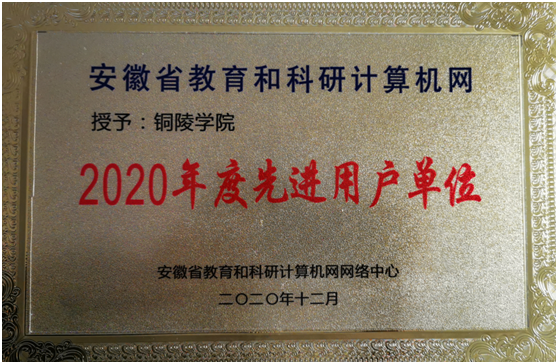 安徽省教育和科研计算机网
授予：铜陵学院
2020年度先进用户单位
安徽省教育和科研计算机网网络中心
二〇二〇年十二月